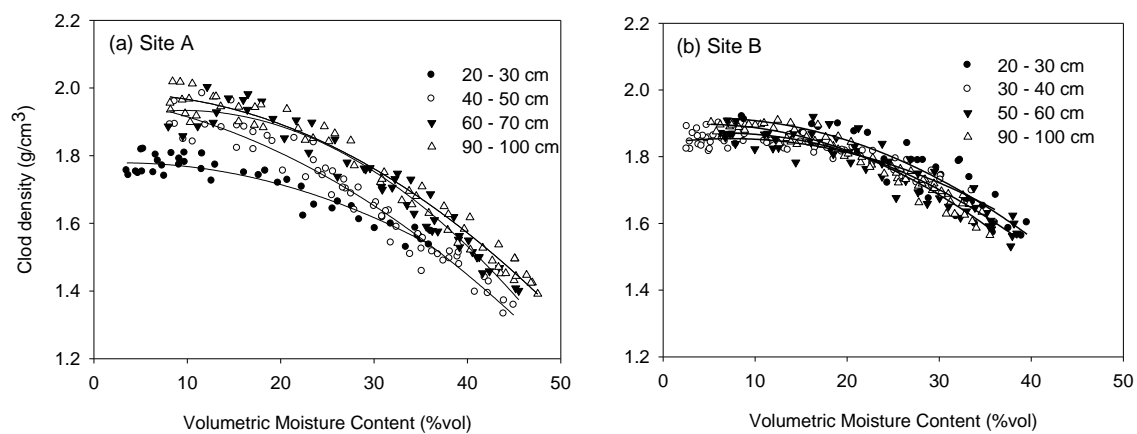 (a) Site A
20 - 30 cm
40 - 50 cm
60 - 70 cm
90 - 100 cm
Clod density (g/cm³)
2.2
2.0
1.8
1.6
1.4
1.2
0 10 20 30 40 50
Volumetric Moisture Content (%vol)
(b) Site B
20 - 30 cm
30 - 40 cm
50 - 60 cm
90 - 100 cm
2.2
2.0
1.8
1.6
1.4
1.2
0 10 20 30 40 50
Volumetric Moisture Content (%vol)